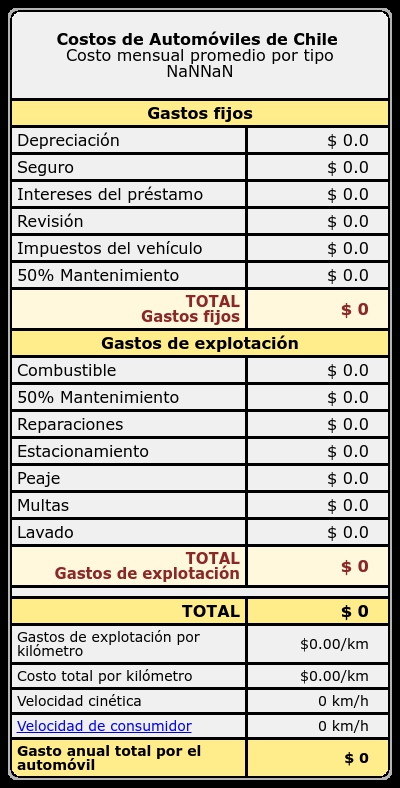 Costos de Automóviles de Chile
Costo mensual promedio por tipo
NaNNaN
Gastos fijos
Depreciación $ 0.0
Seguro $ 0.0
Intereses del préstamo $ 0.0
Revisión $ 0.0
Impuestos del vehículo $ 0.0
50% Mantenimiento $ 0.0
TOTAL
Gastos fijos $ 0
Gastos de explotación
Combustible $ 0.0
50% Mantenimiento $ 0.0
Reparaciones $ 0.0
Estacionamiento $ 0.0
Peaje $ 0.0
Multas $ 0.0
Lavado $ 0.0
TOTAL
Gastos de explotación $ 0
TOTAL $ 0
Gastos de explotación por
kilómetro $0.00/km
Costo total por kilómetro $0.00/km
Velocidad cinética 0 km/h
Velocidad de consumidor 0 km/h
Gasto anual total por el
automóvil $ 0